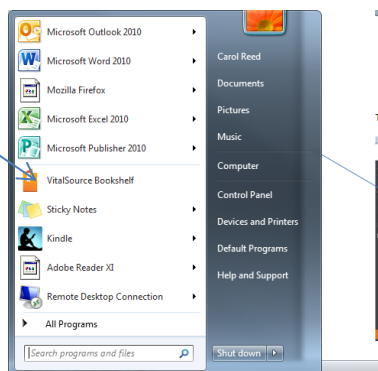 Microsoft Outlook 2010
Microsoft Word 2010
Mozilla Firefox
Microsoft Excel 2010
Microsoft Publisher 2010
VitalSource Bookshelf
Sticky Notes
Kindle
Adobe Reader XI
Remote Desktop Connection
All Programs
Search programs and files
Carol Reed
Documents
Pictures
Music
Computer
Control Panel
Devices and Printers
Default Programs
Help and Support
Shut down